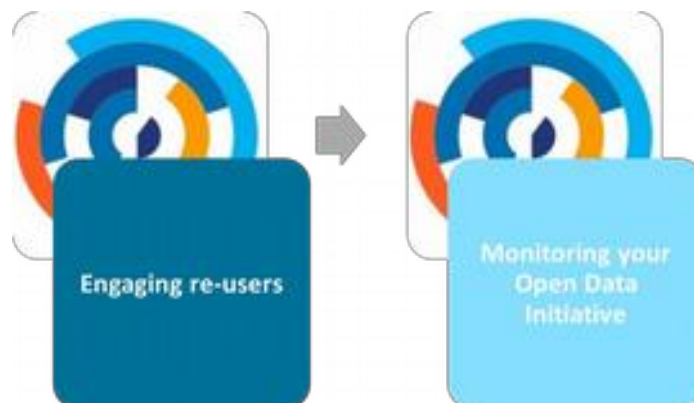 Engaging re-users
Monitoring your
Open Data
Initiative